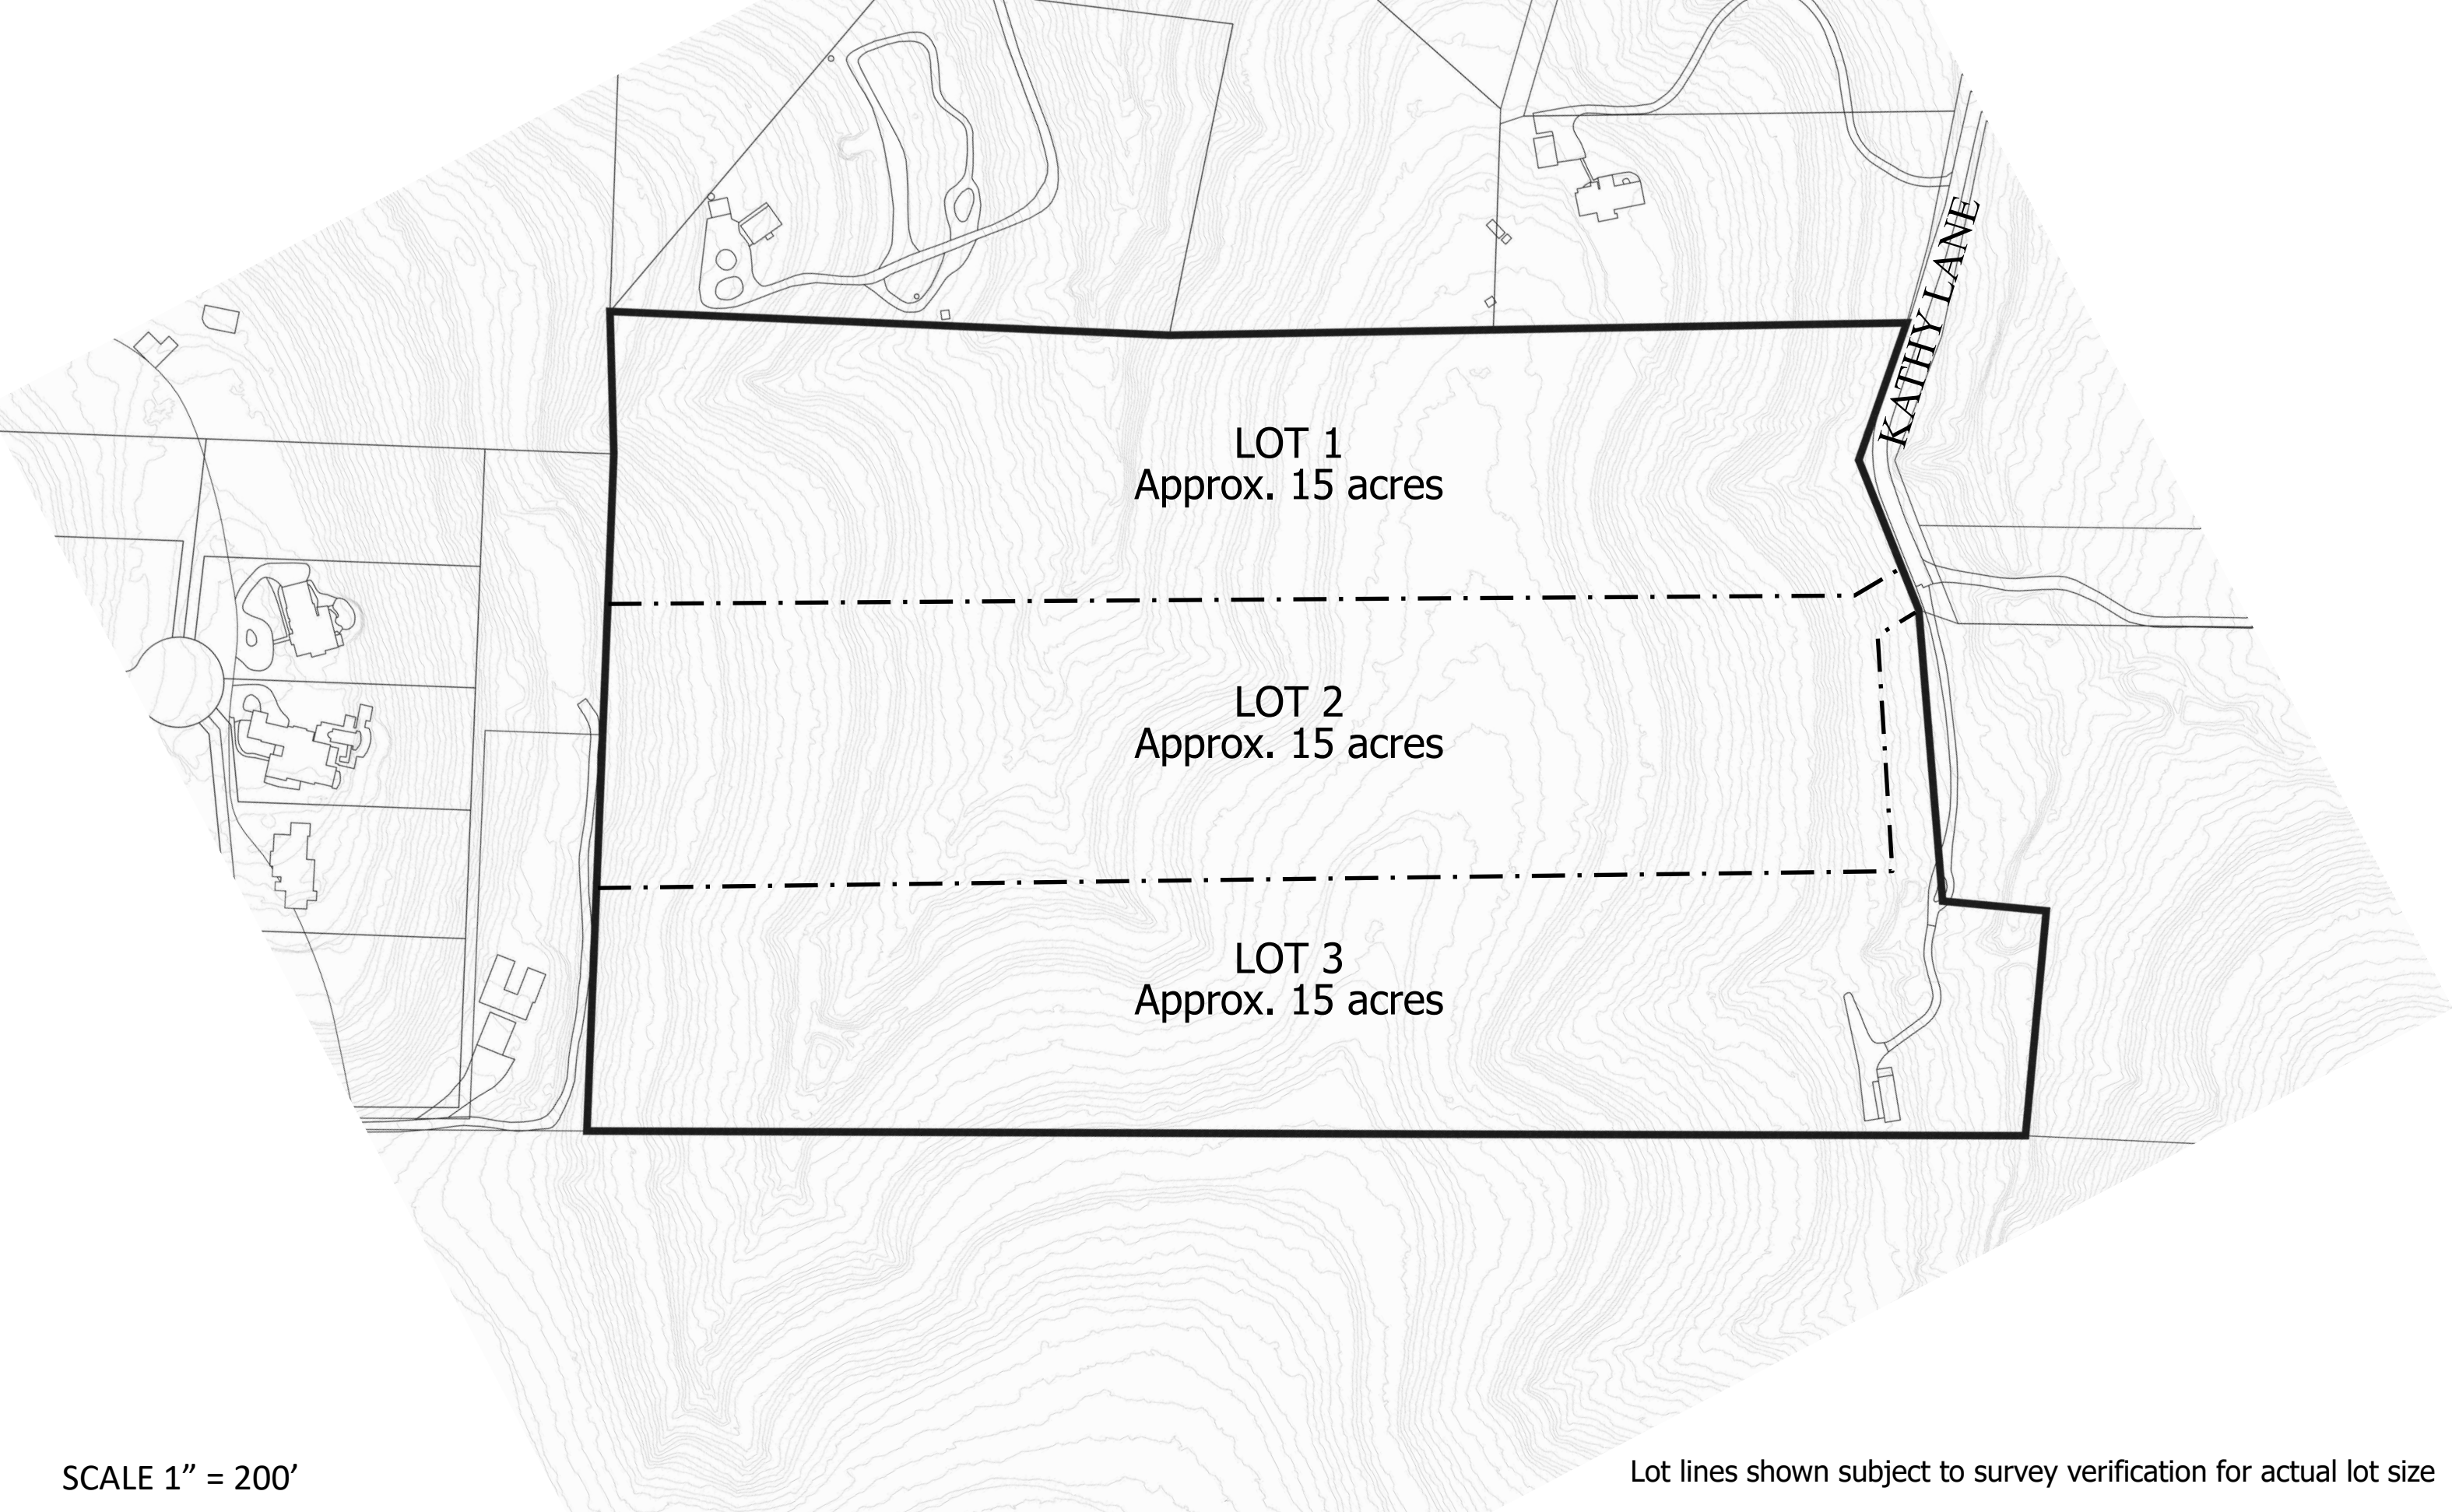 KATHY LANE
LOT 1
Approx. 15 acres
LOT 2
Approx. 15 acres
LOT 3
Approx. 15 acres
SCALE 1” = 200’
Lot lines shown subject to survey verification for actual lot size